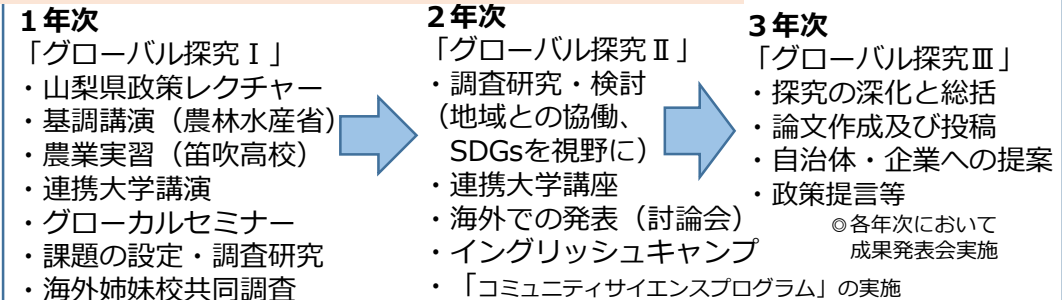 １年次
「グローバル探究Ⅰ」
・山梨県政策レクチャー
・基調講演（農林水産省）
・農業実習（笛吹高校）
・連携大学講演
・グローカルセミナー
・課題の設定・調査研究
・海外姉妹校共同調査
２年次
「グローバル探究Ⅱ」
・調査研究・検討
（地域との協働、
SDGsを視野に）
・連携大学講座
・海外での発表（討論会）
・イングリッシュキャンプ
・「コミュニティサイエンスプログラム」の実施
３年次
「グローバル探究Ⅲ」
・探究の深化と総括
・論文作成及び投稿
・自治体・企業への提案
・政策提言等
◎各年次において
成果発表会実施